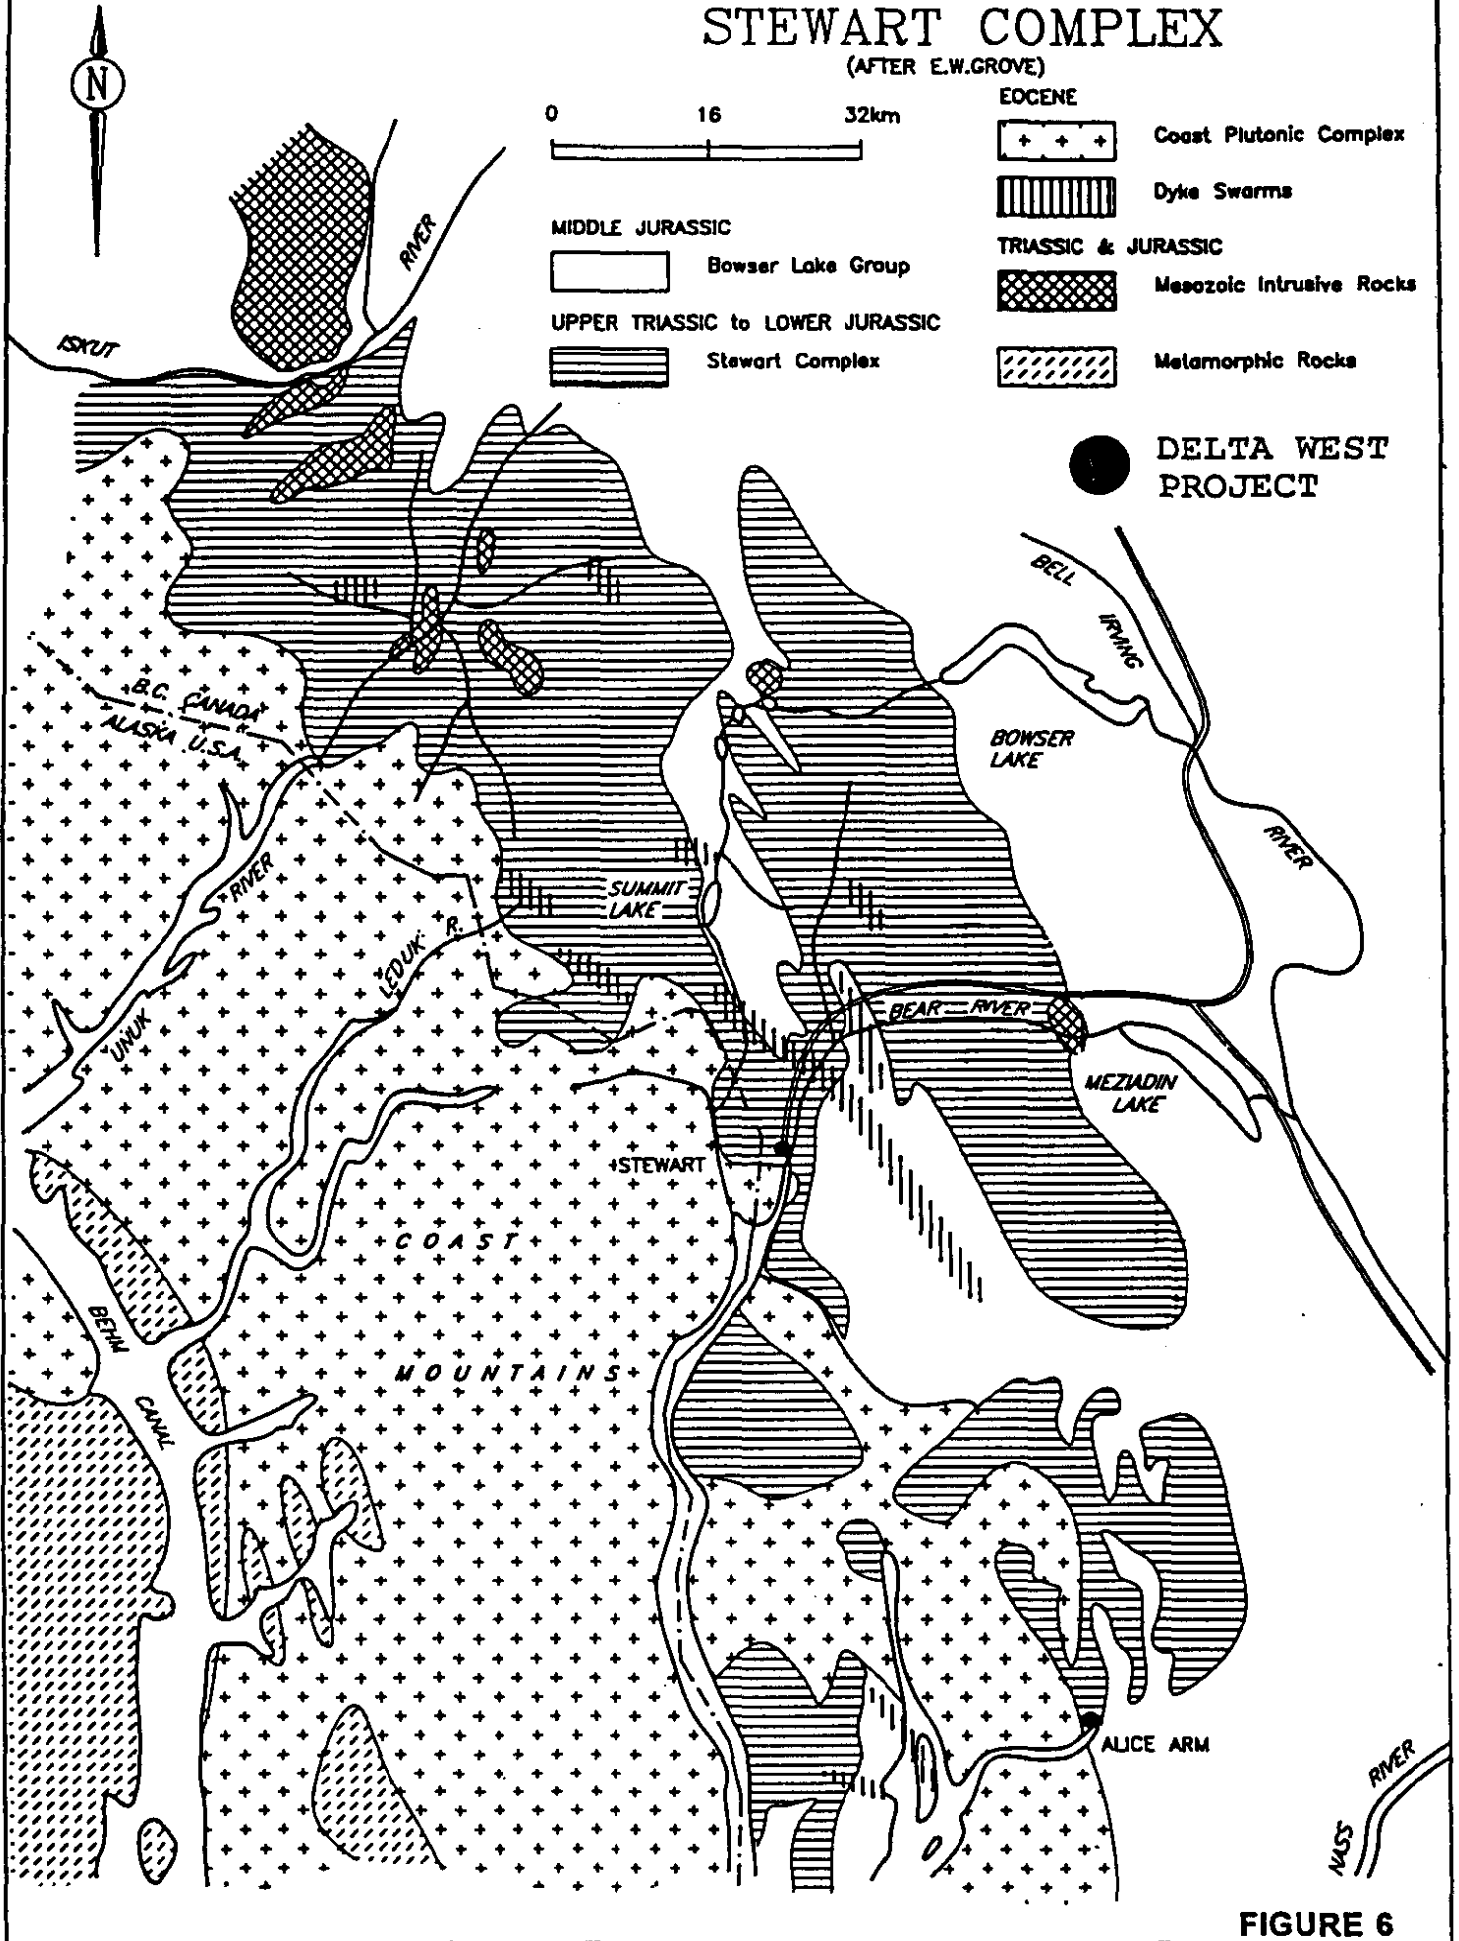 STEWART COMPLEX
(AFTER E.W.GROVE)
N
0 16 32km
EOCENE
Coast Plutonic Complex
Dyke Swarms
MIDDLE JURASSIC
Bowser Lake Group
TRIASSIC & JURASSIC
Mesozoic Intrusive Rocks
UPPER TRIASSIC to LOWER JURASSIC
Stewart Complex
Metamorphic Rocks
DELTA WEST
PROJECT
RIVER
ISKUT
BELL
IRVING
B.C. CANADA
ALASKA U.S.A.
BOWSER
LAKE
RIVER
RIVER
SUMMIT
LAKE
LEDUK R.
UNUK
BEAR RIVER
MEZIADIN
LAKE
STEWART
COAST
BEHM
MOUNTAINS
CANAL
ALICE ARM
RIVER
NASS
FIGURE 6